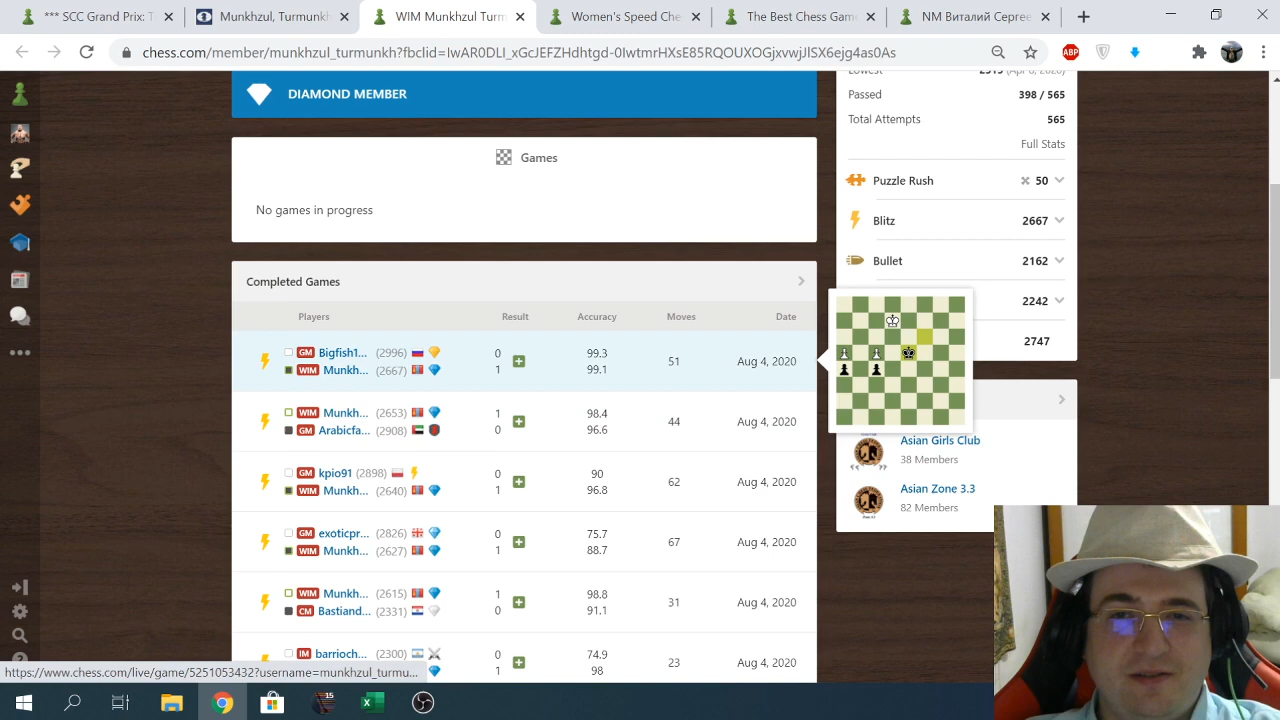 SCC Grand Prix: T
Munkhzul Turmunkh
WIM Munkhzul Turm
Women's Speed Che
The Best Chess Gam
NM Виталий Серге
chess.com/member/munkhzul_turmunkh?fbclid=IwAR0DLI_xGcJEFZHdhtgd-0IwtmrHXsE85RQOUXOGjxvwjJlSX6ejg4as0As
ABP
DIAMOND MEMBER
Games
No games in progress
Completed Games
Players Result Accuracy Moves Date
GM Bigfish1... (2996) 0 99.3
51 Aug 4, 2020
WIM Munkh... (2667) 1 99.1
WIM Munkh... (2653) 1 98.4
44 Aug 4, 2020
GM Arabicfa... (2908) 0 96.6
GM kpio91 (2898) 0 90
62 Aug 4, 2020
WIM Munkh... (2640) 1 96.8
GM exoticpr... (2826) 0 75.7
67 Aug 4, 2020
WIM Munkh... (2627) 1 88.7
WIM Munkh... (2615) 1 98.8
31 Aug 4, 2020
CM Bastiand... (2331) 0 91.1
IM barrioch... (2300) 0 74.9
23 Aug 4, 2020
1 98
Lowest 2515 (Apr 6, 2020)
Passed 398 / 565
Total Attempts 565
Full Stats
Puzzle Rush 50
Blitz 2667
Bullet 2162
2242
2747
Asian Girls Club
38 Members
Asian Zone 3.3
82 Members
https://www.chess.com/live/game/5251053432?username=munkhzul_turmu...
15